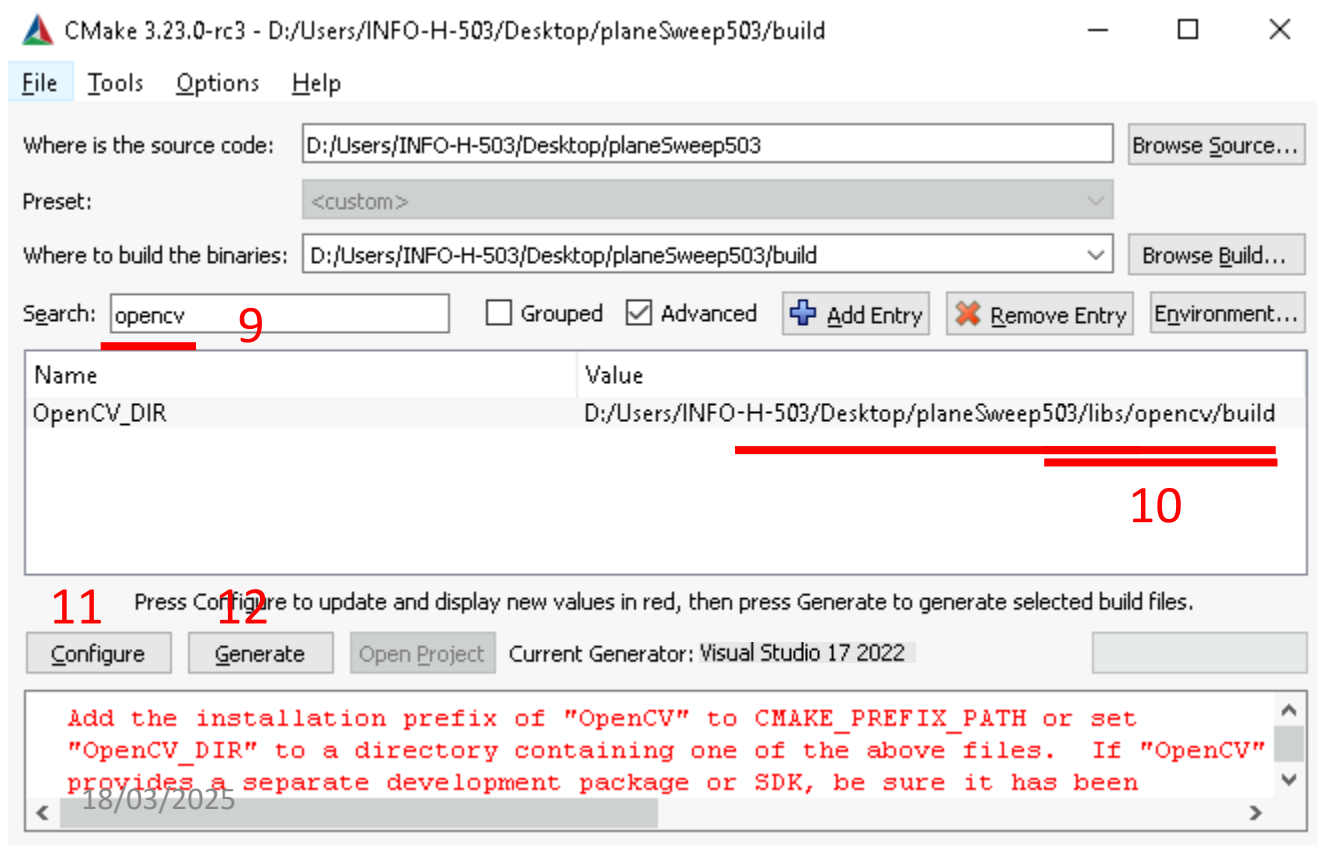 CMake 3.23.0-rc3 - D:/Users/INFO-H-503/Desktop/planeSweep503/build
File Tools Options Help
Where is the source code: D:/Users/INFO-H-503/Desktop/planeSweep503 Browse Source...
Preset: <custom>
Where to build the binaries: D:/Users/INFO-H-503/Desktop/planeSweep503/build Browse Build...
Search: opencv 9 Grouped Advanced Add Entry Remove Entry Environment...
Name Value
OpenCV_DIR D:/Users/INFO-H-503/Desktop/planeSweep503/libs/opencv/build
10
11 12
Press Configure to update and display new values in red, then press Generate to generate selected build files.
Configure Generate Open Project Current Generator: Visual Studio 17 2022
Add the installation prefix of "OpenCV" to CMAKE_PREFIX_PATH or set
"OpenCV_DIR" to a directory containing one of the above files. If "OpenCV"
provides a separate development package or SDK, be sure it has been
18/03/2025